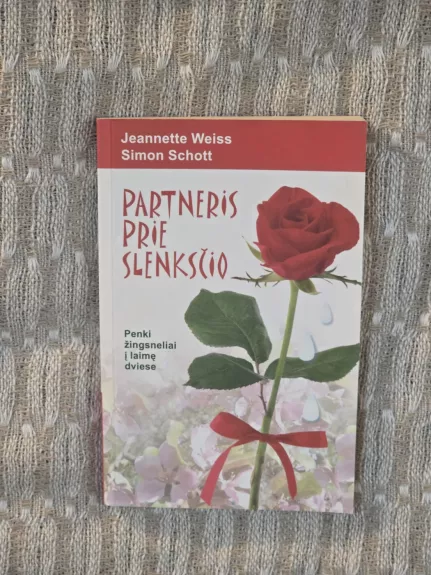 Jeannette Weiss
Simon Schott
PARTNERIS
PRIE
SLENKSČIO
Penki
žingsneliai
į laimę
dviese